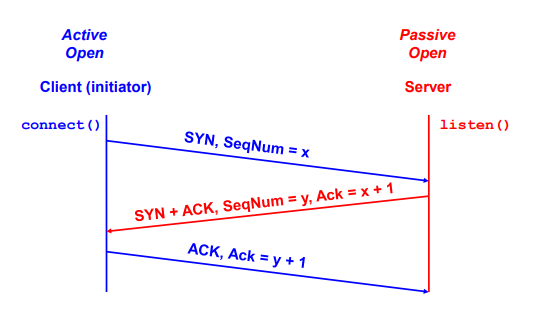 Active
Open
Passive
Open
Client (initiator)
Server
connect()
listen()
SYN, SeqNum = x
SYN + ACK, SeqNum = y, Ack = x + 1
ACK, Ack = y + 1